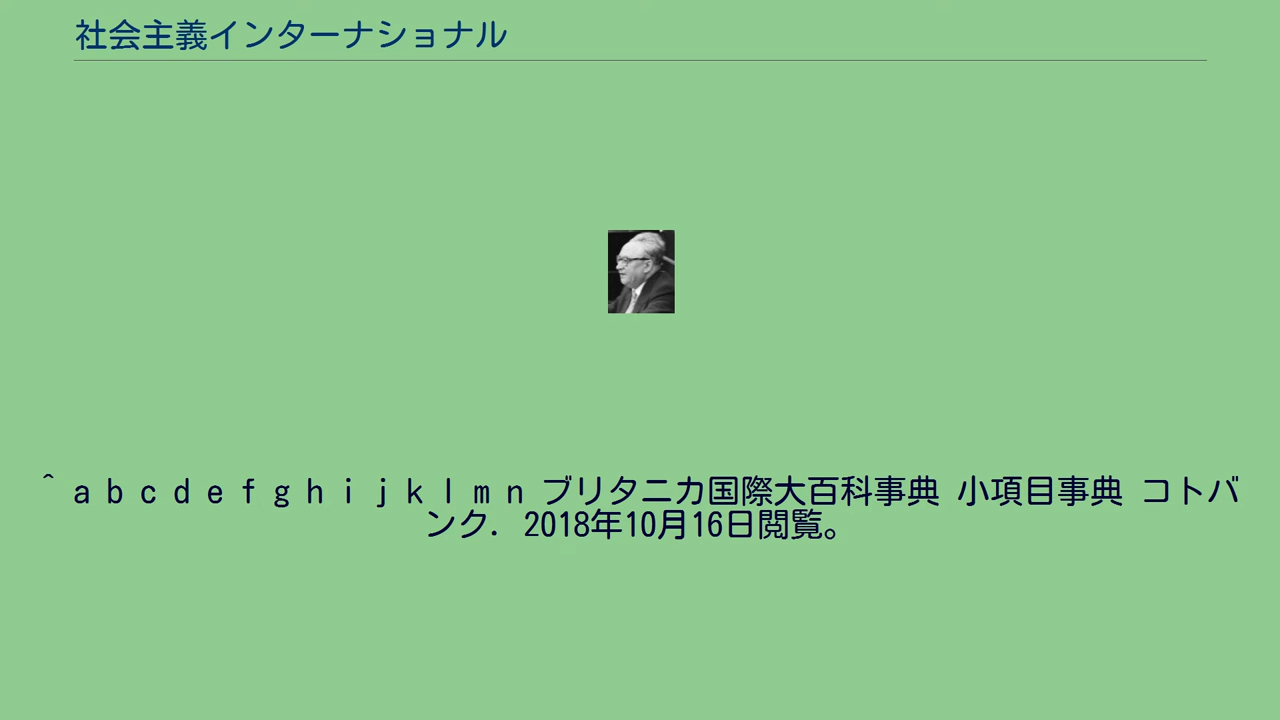 社会主義インターナショナル
^ a b c d e f g h i j k l m n ブリタニカ国際大百科事典 小項目事典 コトバ
ンク. 2018年10月16日閲覧。